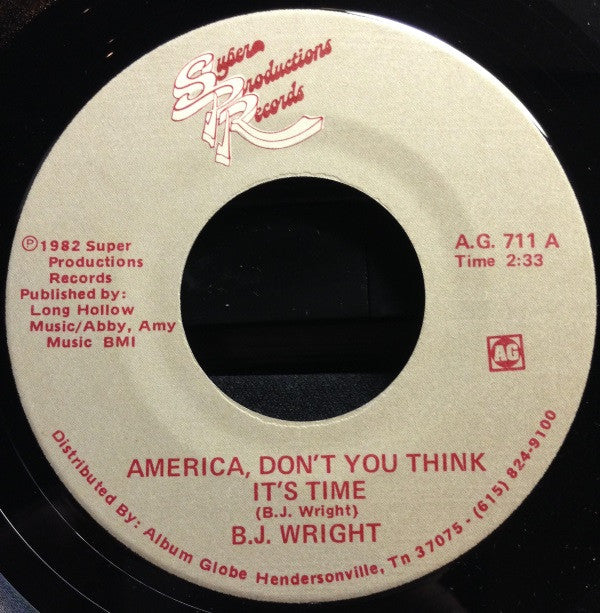 Super
Productions
Records
℗1982 Super
Productions
Records
Published by:
Long Hollow
Music/Abby, Amy
Music BMI
A.G. 711 A
Time 2:33
AG
AMERICA, DON'T YOU THINK
IT'S TIME
(B.J. Wright)
B.J. WRIGHT
Distributed By: Album Globe Hendersonville, Tn 37075 - (615) 824-9100